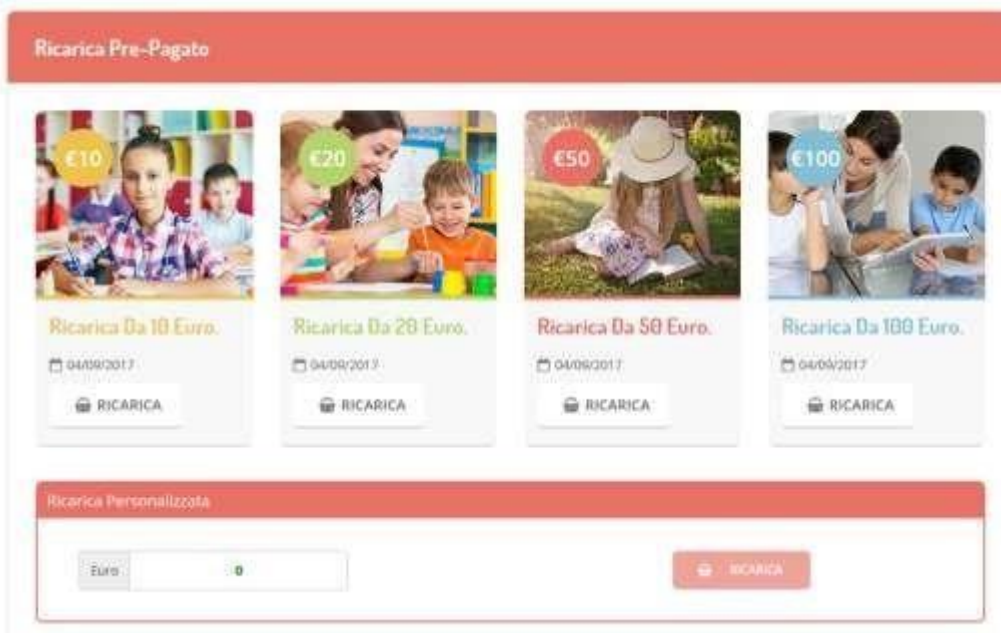 Ricarica Pre-Pagato
€10
€20
€50
€100
Ricarica Da 10 Euro.
Ricarica Da 20 Euro.
Ricarica Da 50 Euro.
Ricarica Da 100 Euro.
04/09/2017
04/09/2017
04/09/2017
04/09/2017
RICARICA
RICARICA
RICARICA
RICARICA
Ricarica Personalizzata
Euro 0
RICARICA